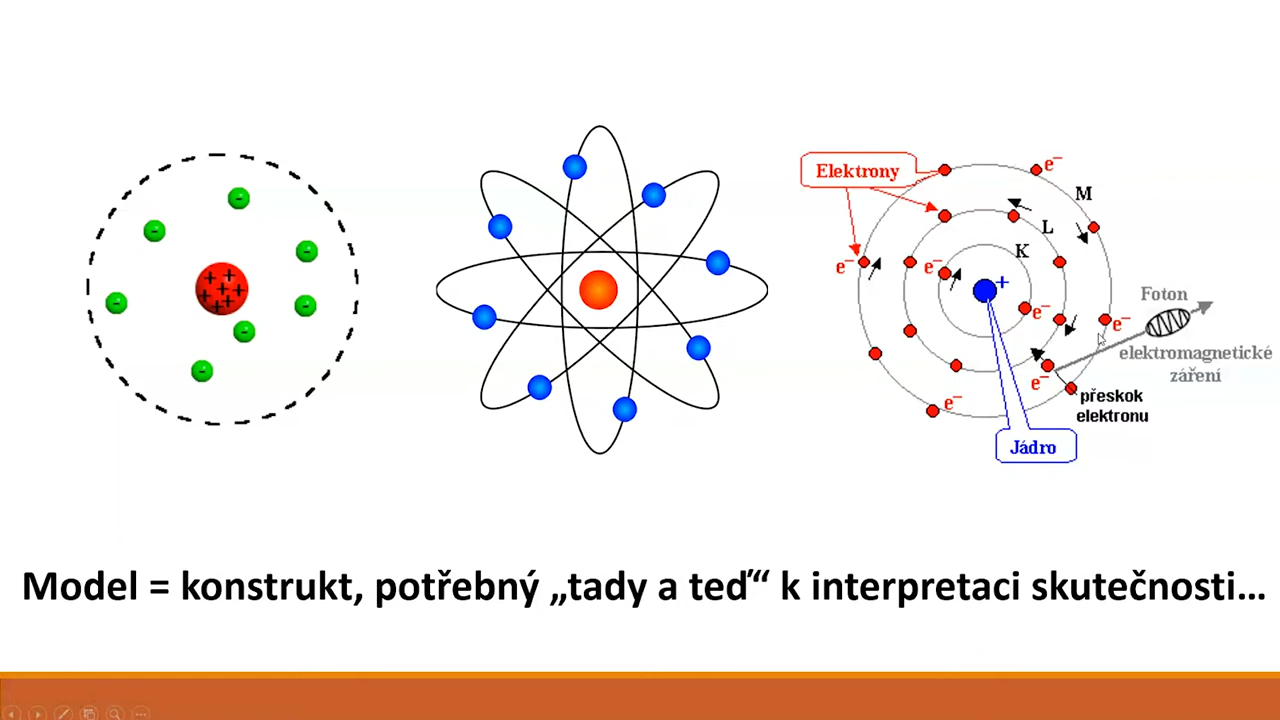 Elektrony
e⁻
M
L
K
e⁻
e⁻
+
e⁻
Foton
e⁻
elektromagnetické
záření
e⁻
přeskok
elektronu
e⁻
Jádro
Model = konstrukt, potřebný „tady a teď“ k interpretaci skutečnosti…